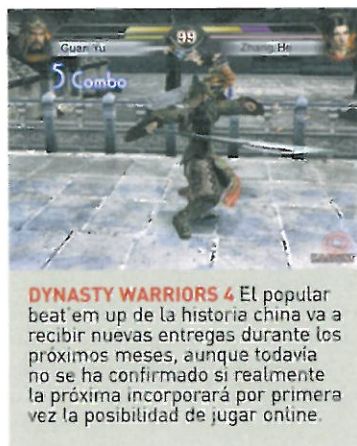 Guan Yu 99 Zhang He
5 Combo
DYNASTY WARRIORS 4 El popular
beat'em up de la historia china va a
recibir nuevas entregas durante los
próximos meses, aunque todavía
no se ha confirmado si realmente
la próxima incorporará por primera
vez la posibilidad de jugar online.